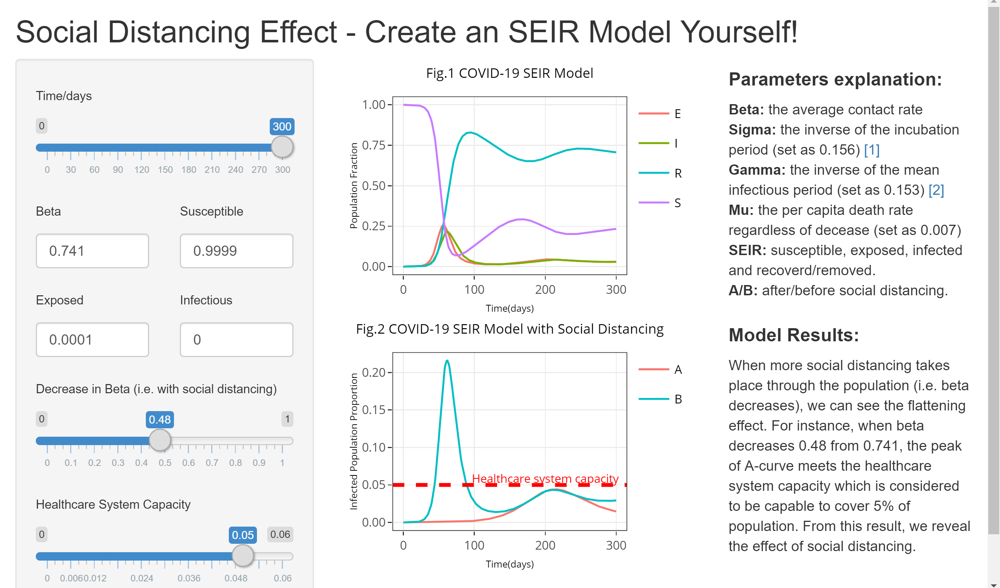 Social Distancing Effect - Create an SEIR Model Yourself!
Time/days
0
300
0 30 60 90 120 150 180 210 240 270 300
Beta
Susceptible
0.741
0.9999
Exposed
Infectious
0.0001
0
Decrease in Beta (i.e. with social distancing)
0
0.48
1
0 0.1 0.2 0.3 0.4 0.5 0.6 0.7 0.8 0.9 1
Healthcare System Capacity
0
0.05
0.06
0 0.006 0.012 0.024 0.036 0.048 0.06
Fig.1 COVID-19 SEIR Model
Population Fraction
1.00
0.75
0.50
0.25
0.00
0 100 200 300
Time(days)
E
I
R
S
Fig.2 COVID-19 SEIR Model with Social Distancing
Infected Population Proportion
0.20
0.15
0.10
0.05
0.00
Healthcare system capacity
0 100 200 300
Time(days)
A
B
Parameters explanation:
Beta: the average contact rate
Sigma: the inverse of the incubation
period (set as 0.156) [1]
Gamma: the inverse of the mean
infectious period (set as 0.153) [2]
Mu: the per capita death rate
regardless of decease (set as 0.007)
SEIR: susceptible, exposed, infected
and recoverd/removed.
A/B: after/before social distancing.
Model Results:
When more social distancing takes
place through the population (i.e. beta
decreases), we can see the flattening
effect. For instance, when beta
decreases 0.48 from 0.741, the peak
of A-curve meets the healthcare
system capacity which is considered
to be capable to cover 5% of
population. From this result, we reveal
the effect of social distancing.